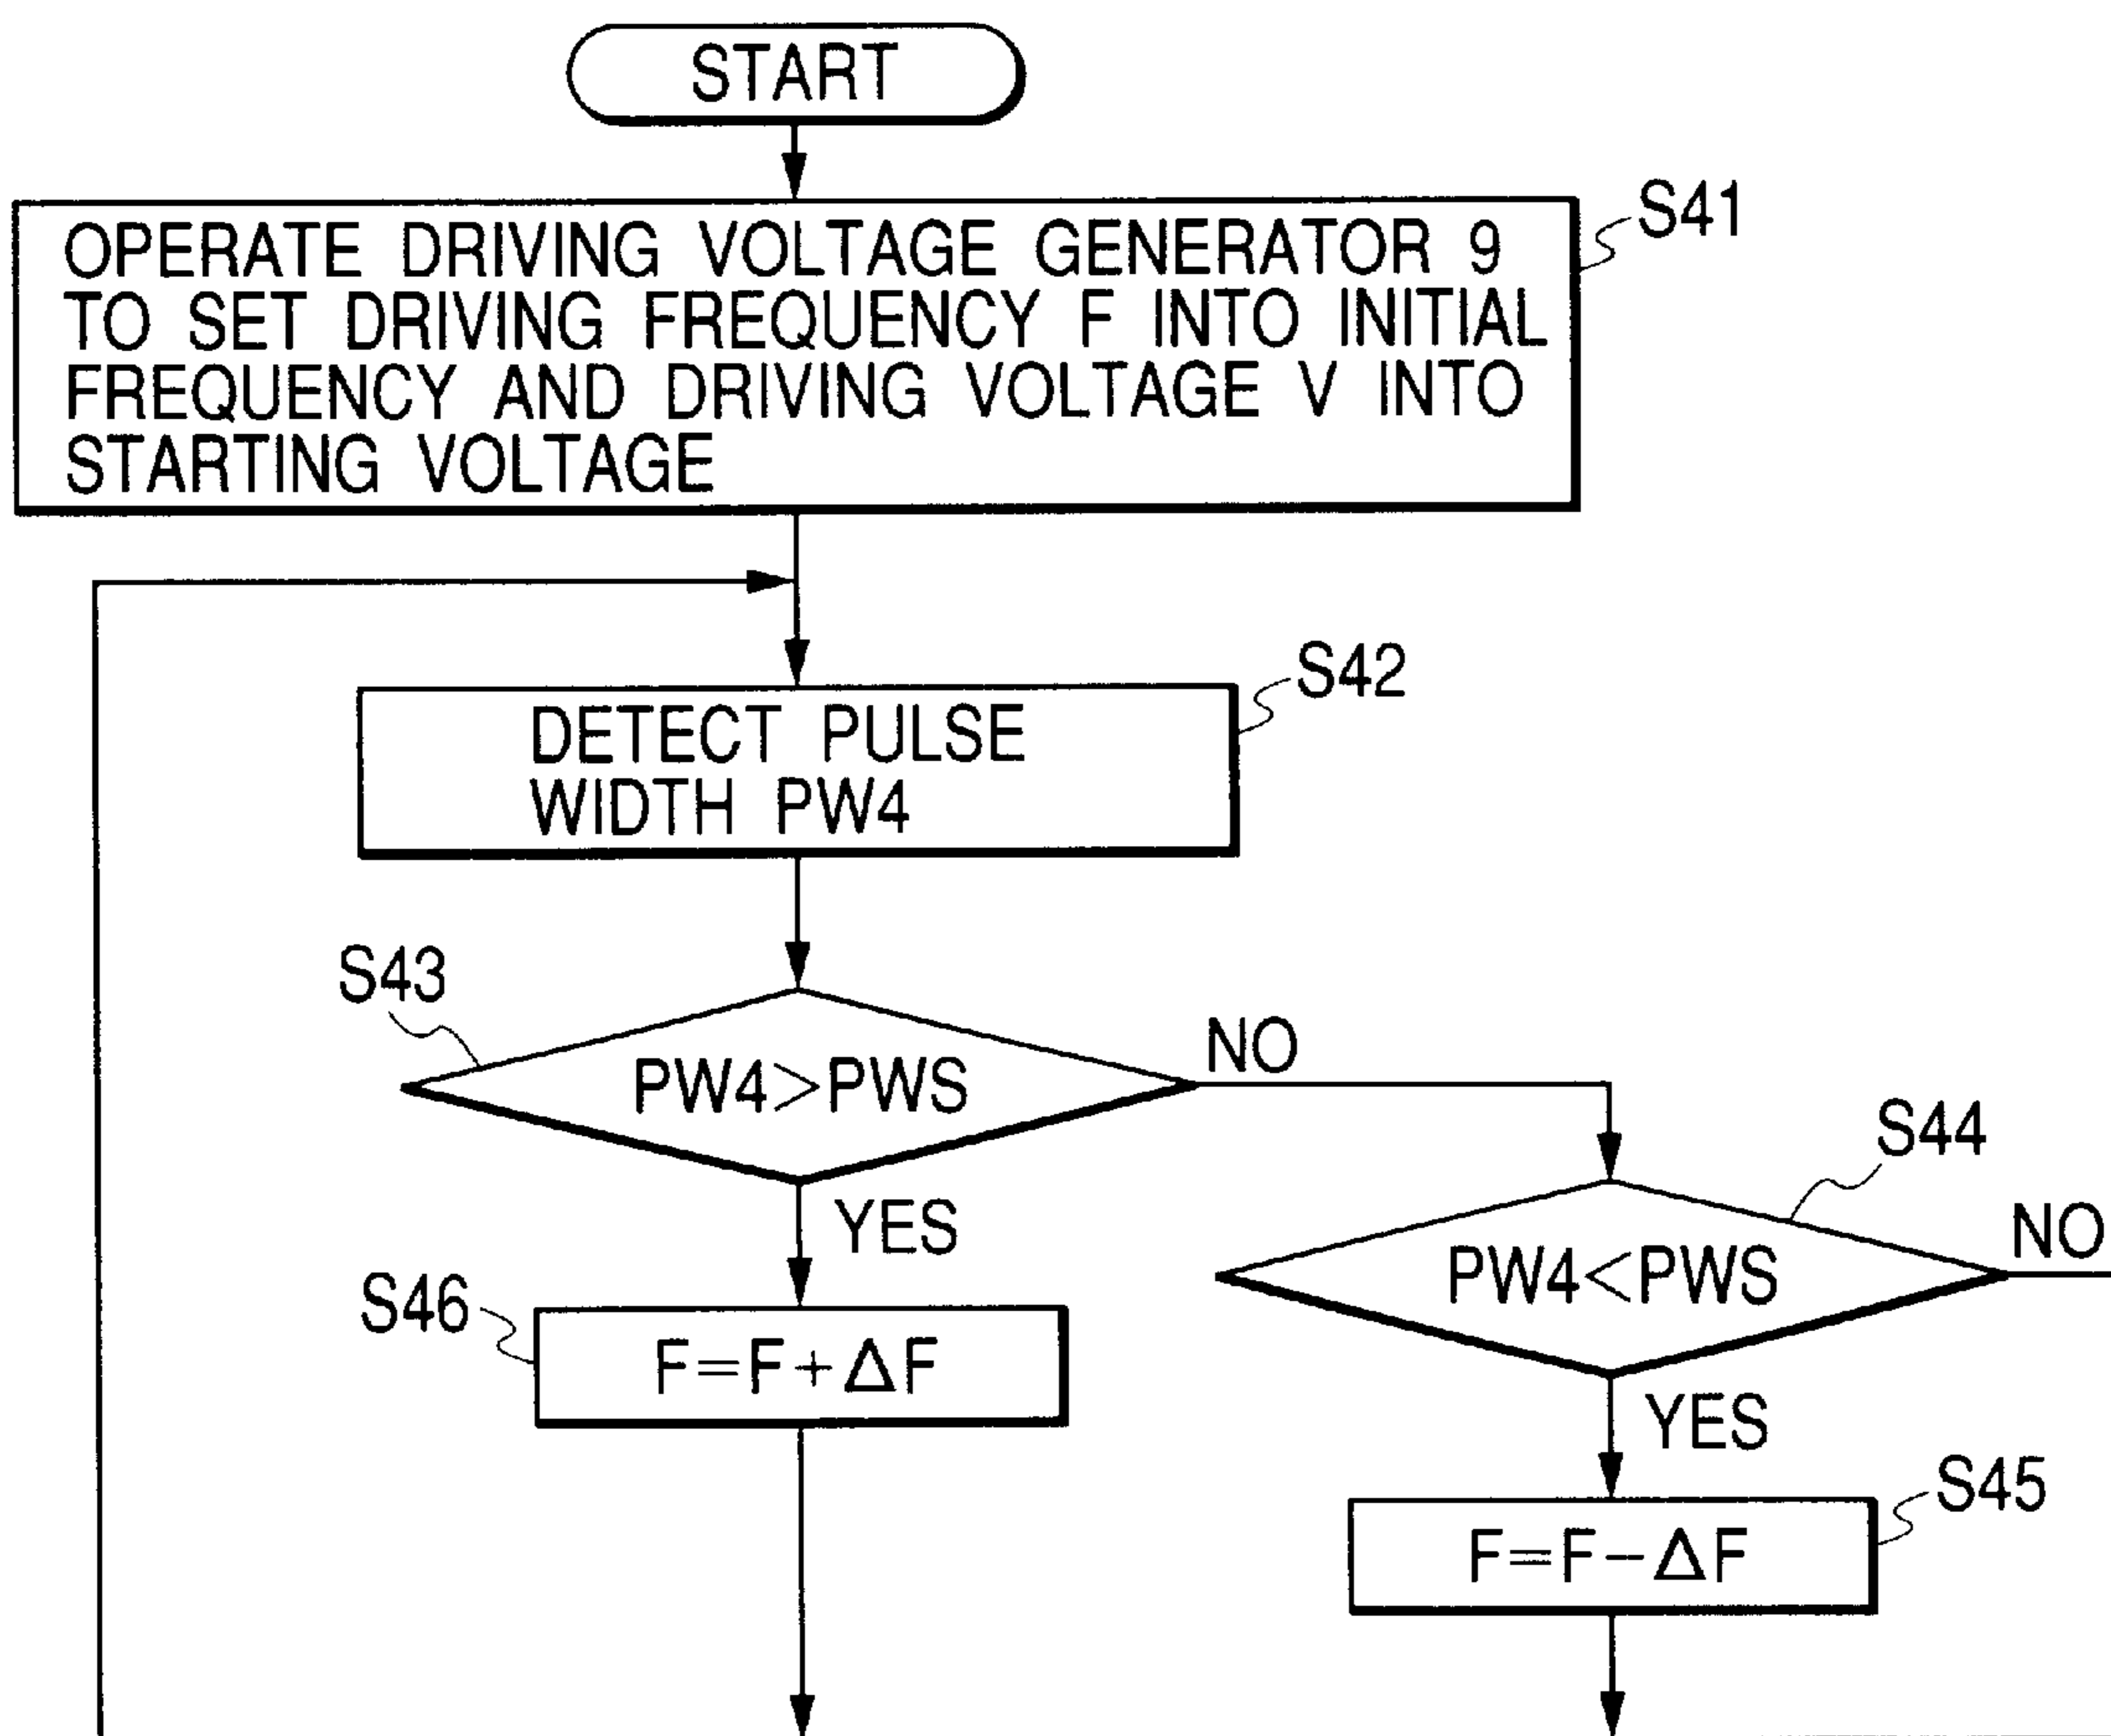 START
S41
OPERATE DRIVING VOLTAGE GENERATOR 9
TO SET DRIVING FREQUENCY F INTO INITIAL
FREQUENCY AND DRIVING VOLTAGE V INTO
STARTING VOLTAGE
S42
DETECT PULSE
WIDTH PW4
S43
PW4>PWS
NO
YES
S44
PW4<PWS
NO
YES
S46
F=F+ΔF
S45
F=F−ΔF